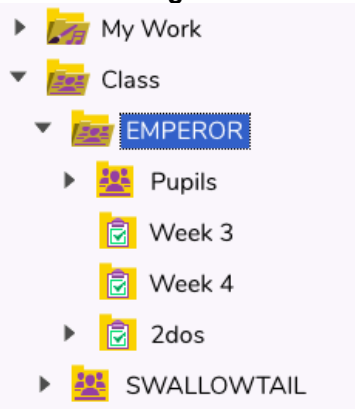 My Work
Class
EMPEROR
Pupils
Week 3
Week 4
2dos
SWALLOWTAIL